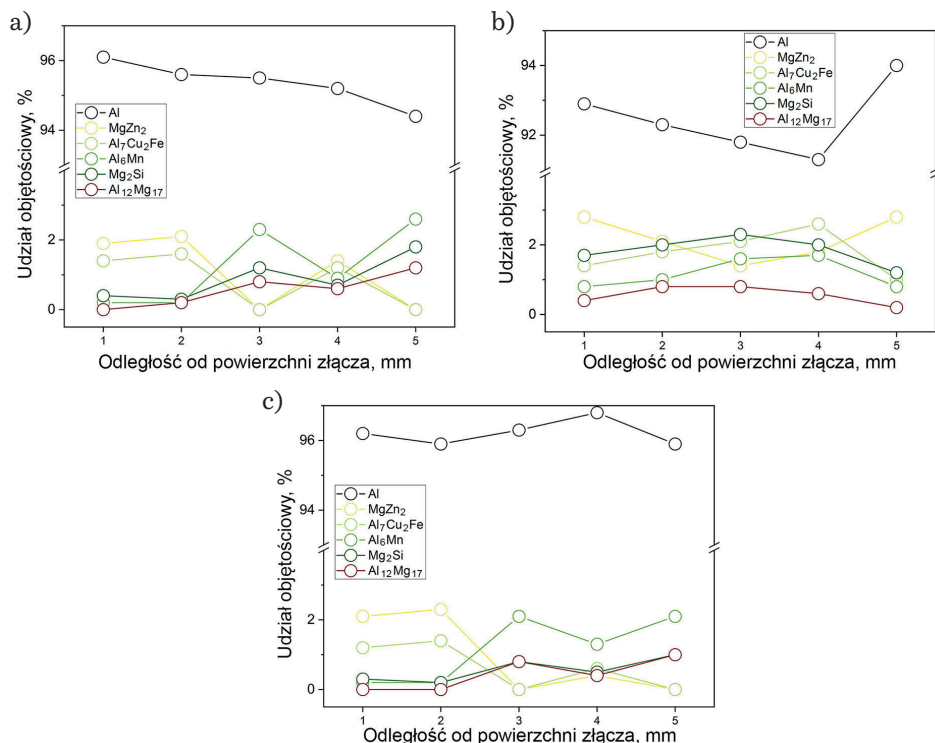 a)
Udział objętościowy, %
96
94
2
0
Al
MgZn₂
Al₇Cu₂Fe
Al₆Mn
Mg₂Si
Al₁₂Mg₁₇
1 2 3 4 5
Odległość od powierzchni złącza, mm
b)
Udział objętościowy, %
94
92
2
0
Al
MgZn₂
Al₇Cu₂Fe
Al₆Mn
Mg₂Si
Al₁₂Mg₁₇
1 2 3 4 5
Odległość od powierzchni złącza, mm
c)
Udział objętościowy, %
96
94
2
0
Al
MgZn₂
Al₇Cu₂Fe
Al₆Mn
Mg₂Si
Al₁₂Mg₁₇
1 2 3 4 5
Odległość od powierzchni złącza, mm